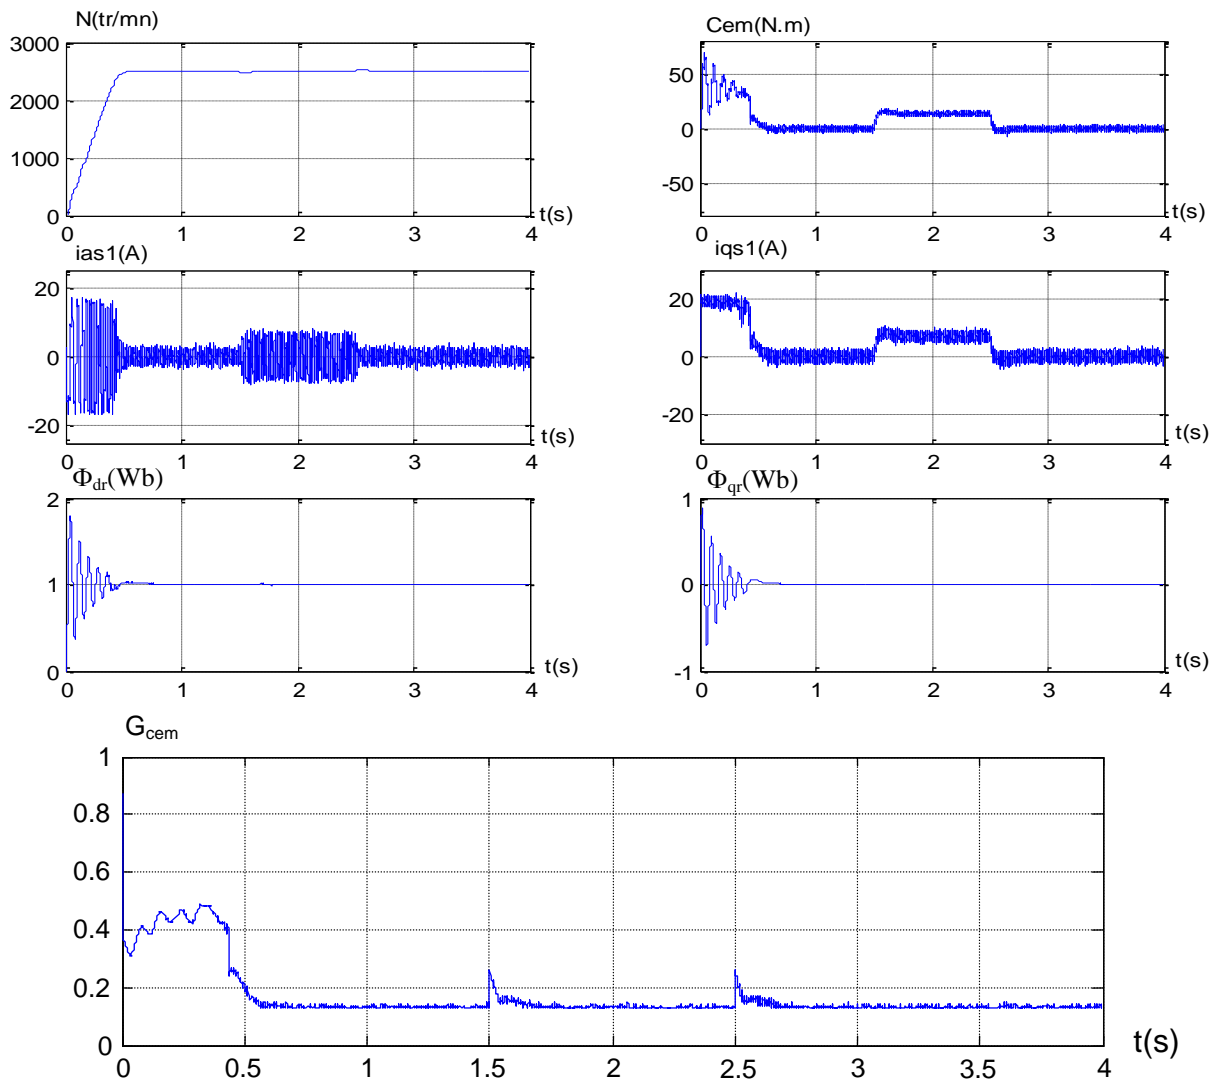 N(tr/mn)
3000
2000
1000
0
0 1 2 3 4
t(s)
Cem(N.m)
50
0
-50
0 1 2 3 4
t(s)
ias1(A)
20
0
-20
0 1 2 3 4
t(s)
iqs1(A)
20
0
-20
0 1 2 3 4
t(s)
Φdr(Wb)
2
1
0
0 1 2 3 4
t(s)
Φqr(Wb)
1
0
-1
0 1 2 3 4
t(s)
Gcem
1
0.8
0.6
0.4
0.2
0
0 0.5 1 1.5 2 2.5 3 3.5 4
t(s)